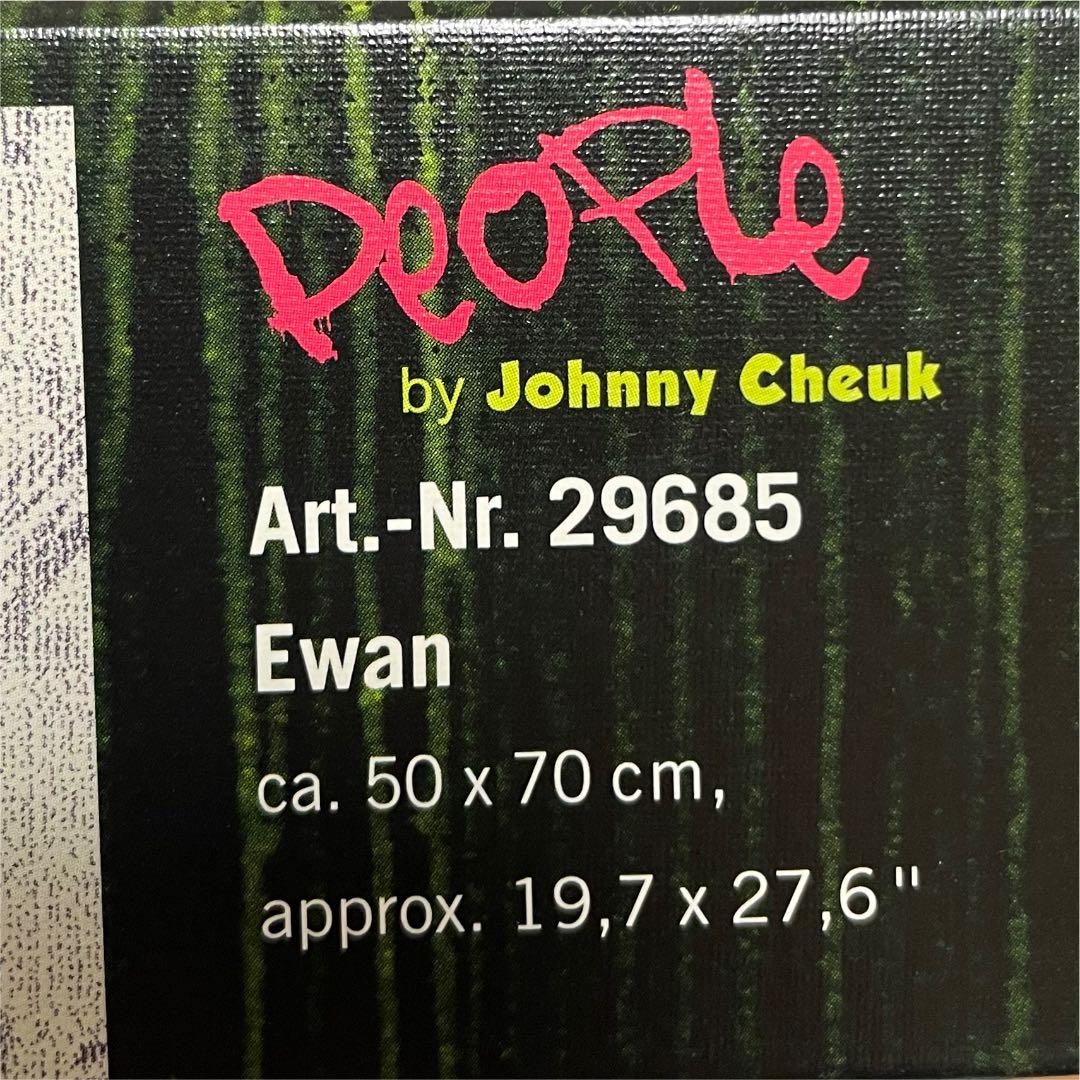 PeoPle
by Johnny Cheuk
Art.-Nr. 29685
Ewan
ca. 50 x 70 cm,
approx. 19,7 x 27,6"